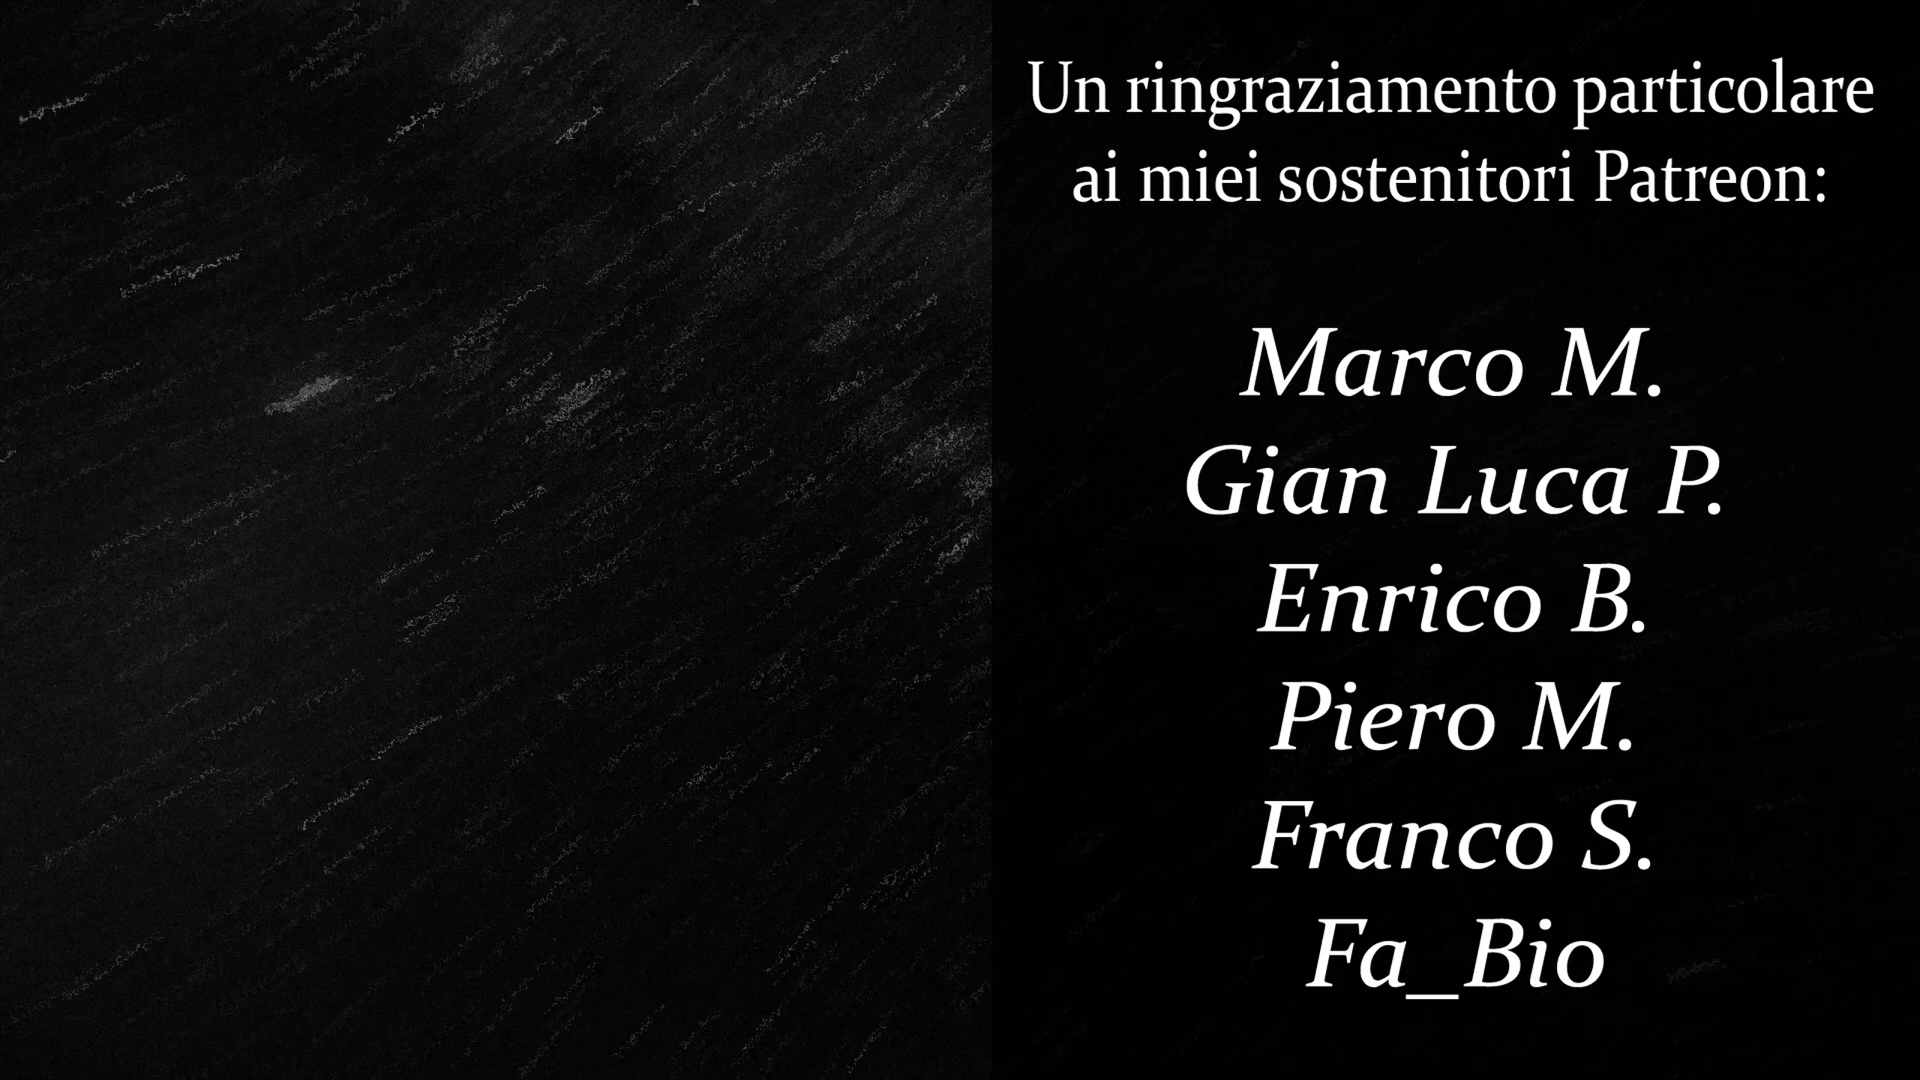 Un ringraziamento particolare
ai miei sostenitori Patreon:
Marco M.
Gian Luca P.
Enrico B.
Piero M.
Franco S.
Fa_Bio